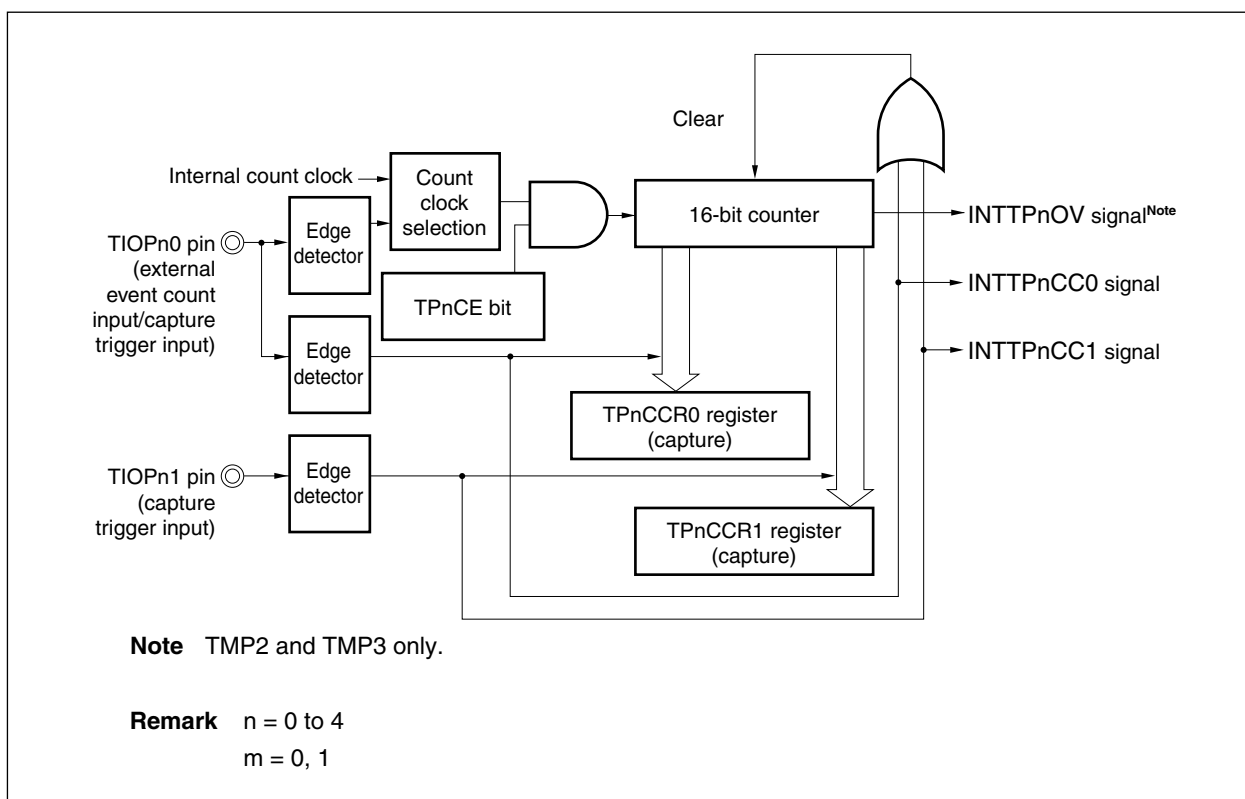 Clear
Internal count clock
Count
clock
selection
16-bit counter
INTTPnOV signalNote
TIOPn0 pin
(external
event count
input/capture
trigger input)
Edge
detector
TPnCE bit
INTTPnCC0 signal
Edge
detector
INTTPnCC1 signal
TPnCCR0 register
(capture)
TIOPn1 pin
(capture
trigger input)
Edge
detector
TPnCCR1 register
(capture)
Note TMP2 and TMP3 only.
Remark n = 0 to 4
m = 0, 1